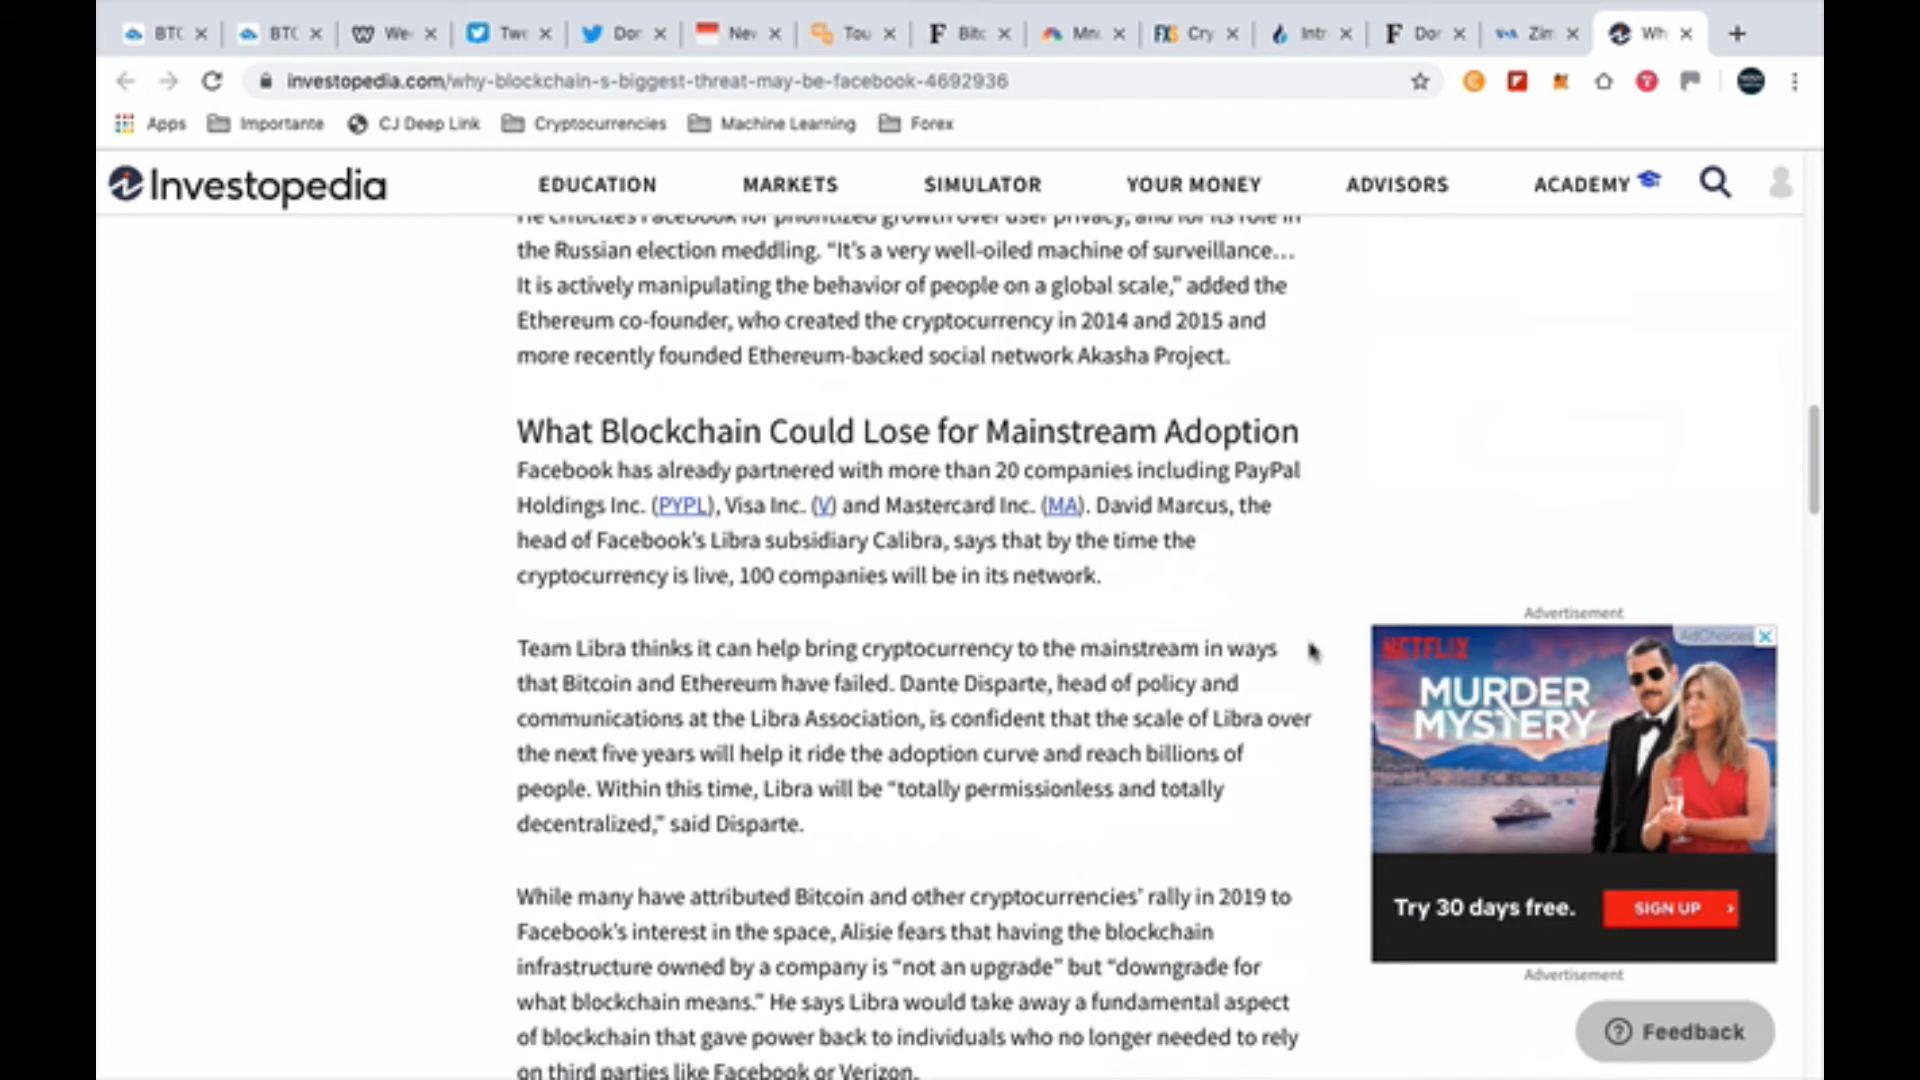 BTC
BTC
We
Twe
Dor
Nev
Tou
Bitc
Cry
Intr
Dor
Zim
Wh
investopedia.com/why-blockchain-s-biggest-threat-may-be-facebook-4692936
Apps
Importante
CJ Deep Link
Cryptocurrencies
Machine Learning
Forex
Investopedia
EDUCATION
MARKETS
SIMULATOR
YOUR MONEY
ADVISORS
ACADEMY
He criticizes Facebook for prioritized growth over user privacy, and for its role in
the Russian election meddling. “It’s a very well-oiled machine of surveillance…
It is actively manipulating the behavior of people on a global scale,” added the
Ethereum co-founder, who created the cryptocurrency in 2014 and 2015 and
more recently founded Ethereum-backed social network Akasha Project.
What Blockchain Could Lose for Mainstream Adoption
Facebook has already partnered with more than 20 companies including PayPal
Holdings Inc. (PYPL), Visa Inc. (V) and Mastercard Inc. (MA). David Marcus, the
head of Facebook’s Libra subsidiary Calibra, says that by the time the
cryptocurrency is live, 100 companies will be in its network.
Team Libra thinks it can help bring cryptocurrency to the mainstream in ways
that Bitcoin and Ethereum have failed. Dante Disparte, head of policy and
communications at the Libra Association, is confident that the scale of Libra over
the next five years will help it ride the adoption curve and reach billions of
people. Within this time, Libra will be “totally permissionless and totally
decentralized,” said Disparte.
While many have attributed Bitcoin and other cryptocurrencies’ rally in 2019 to
Facebook’s interest in the space, Alisie fears that having the blockchain
infrastructure owned by a company is “not an upgrade” but “downgrade for
what blockchain means.” He says Libra would take away a fundamental aspect
of blockchain that gave power back to individuals who no longer needed to rely
on third parties like Facebook or Verizon.
Advertisement
AdChoices
NETFLIX
MURDER
MYSTERY
Try 30 days free.
SIGN UP
Advertisement
Feedback